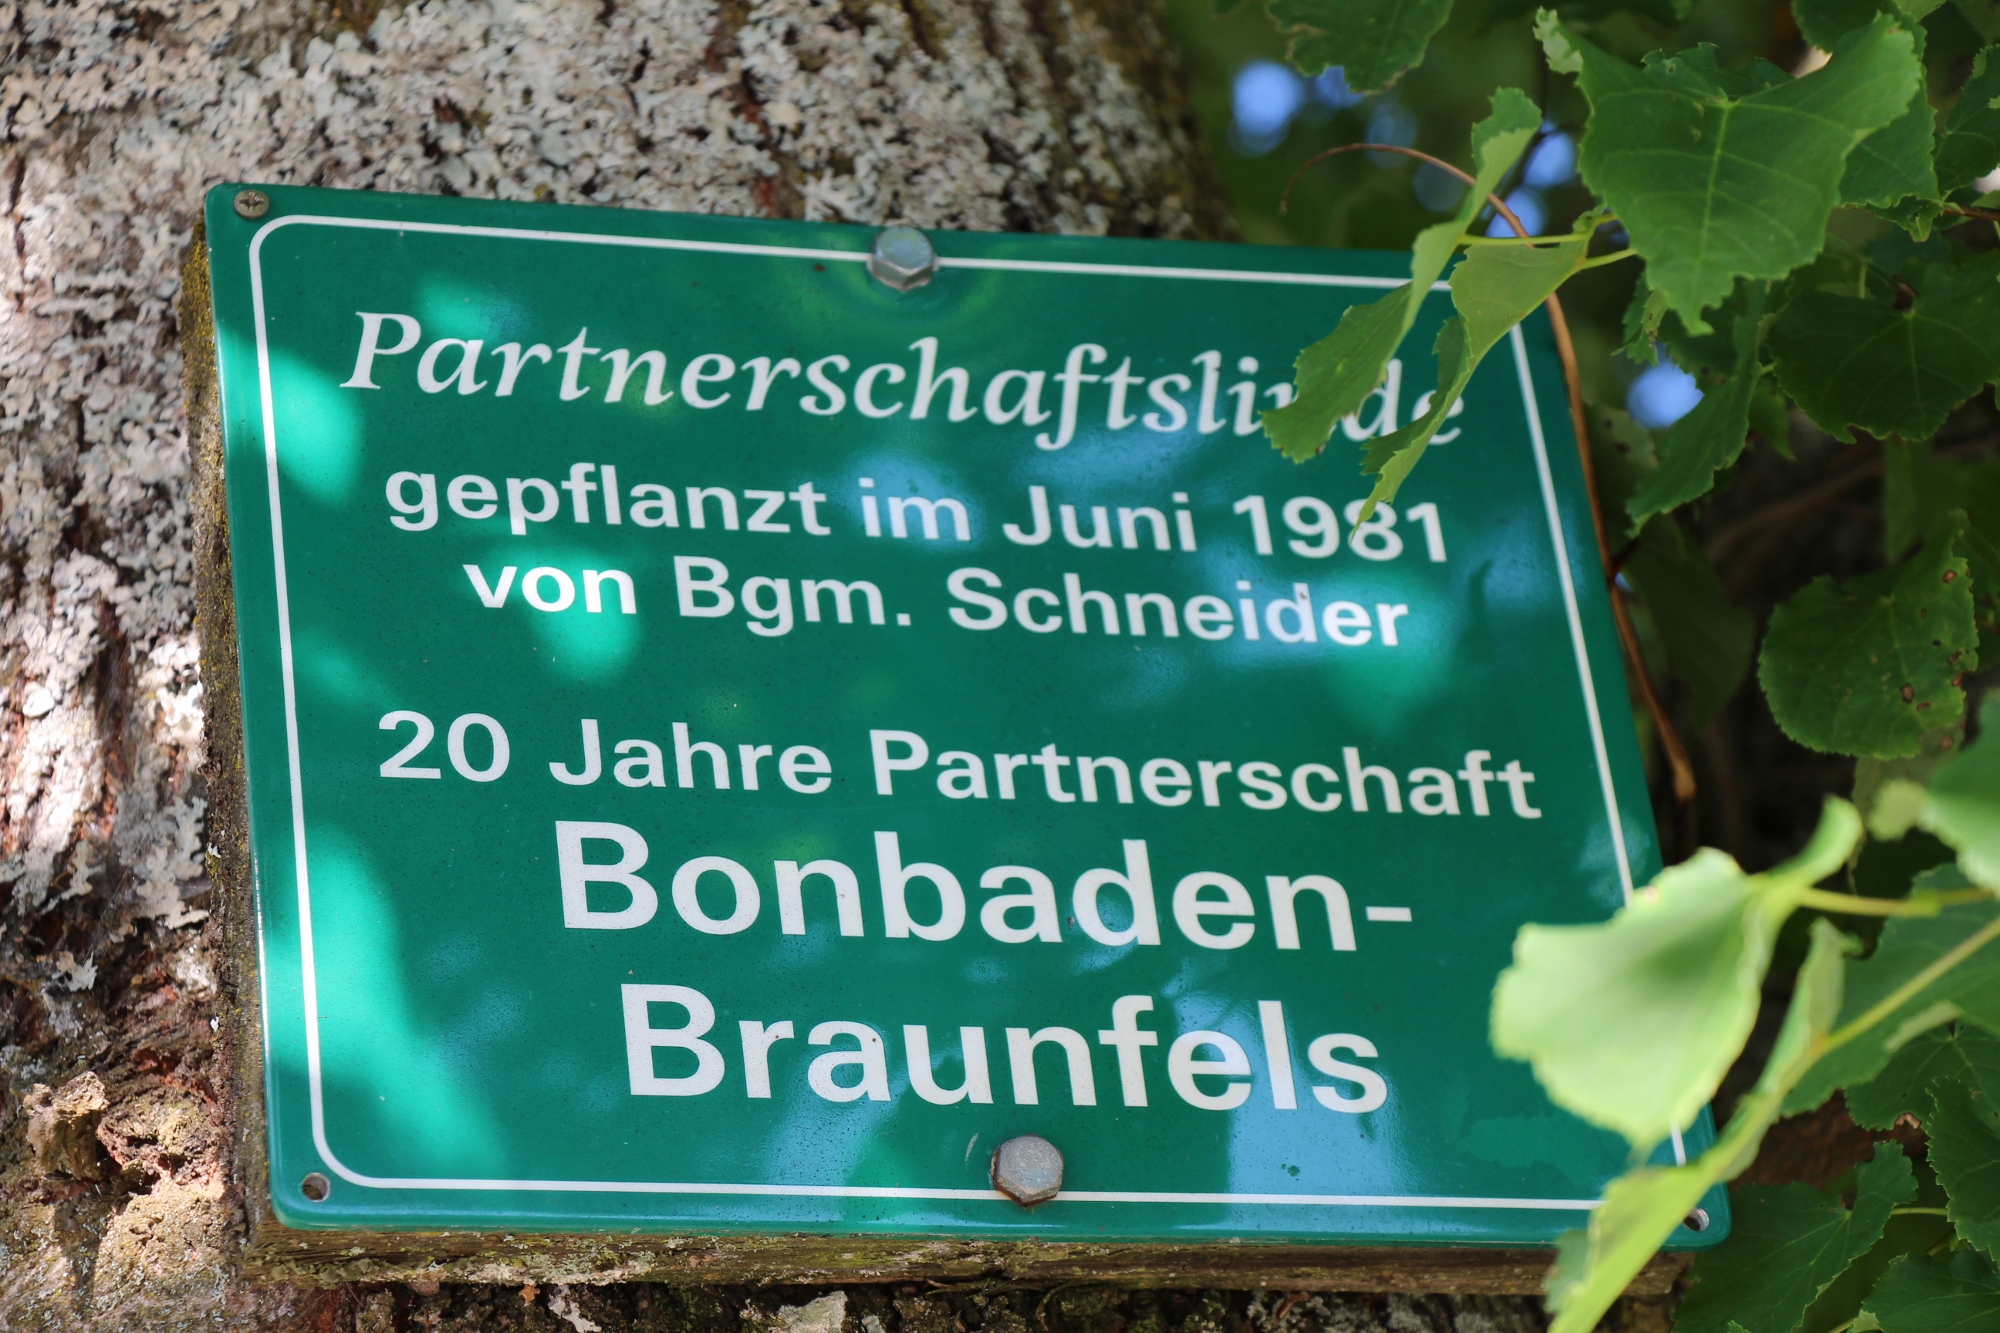 Partnerschaftslinde
gepflanzt im Juni 1981
von Bgm. Schneider
20 Jahre Partnerschaft
Bonbaden-
Braunfels